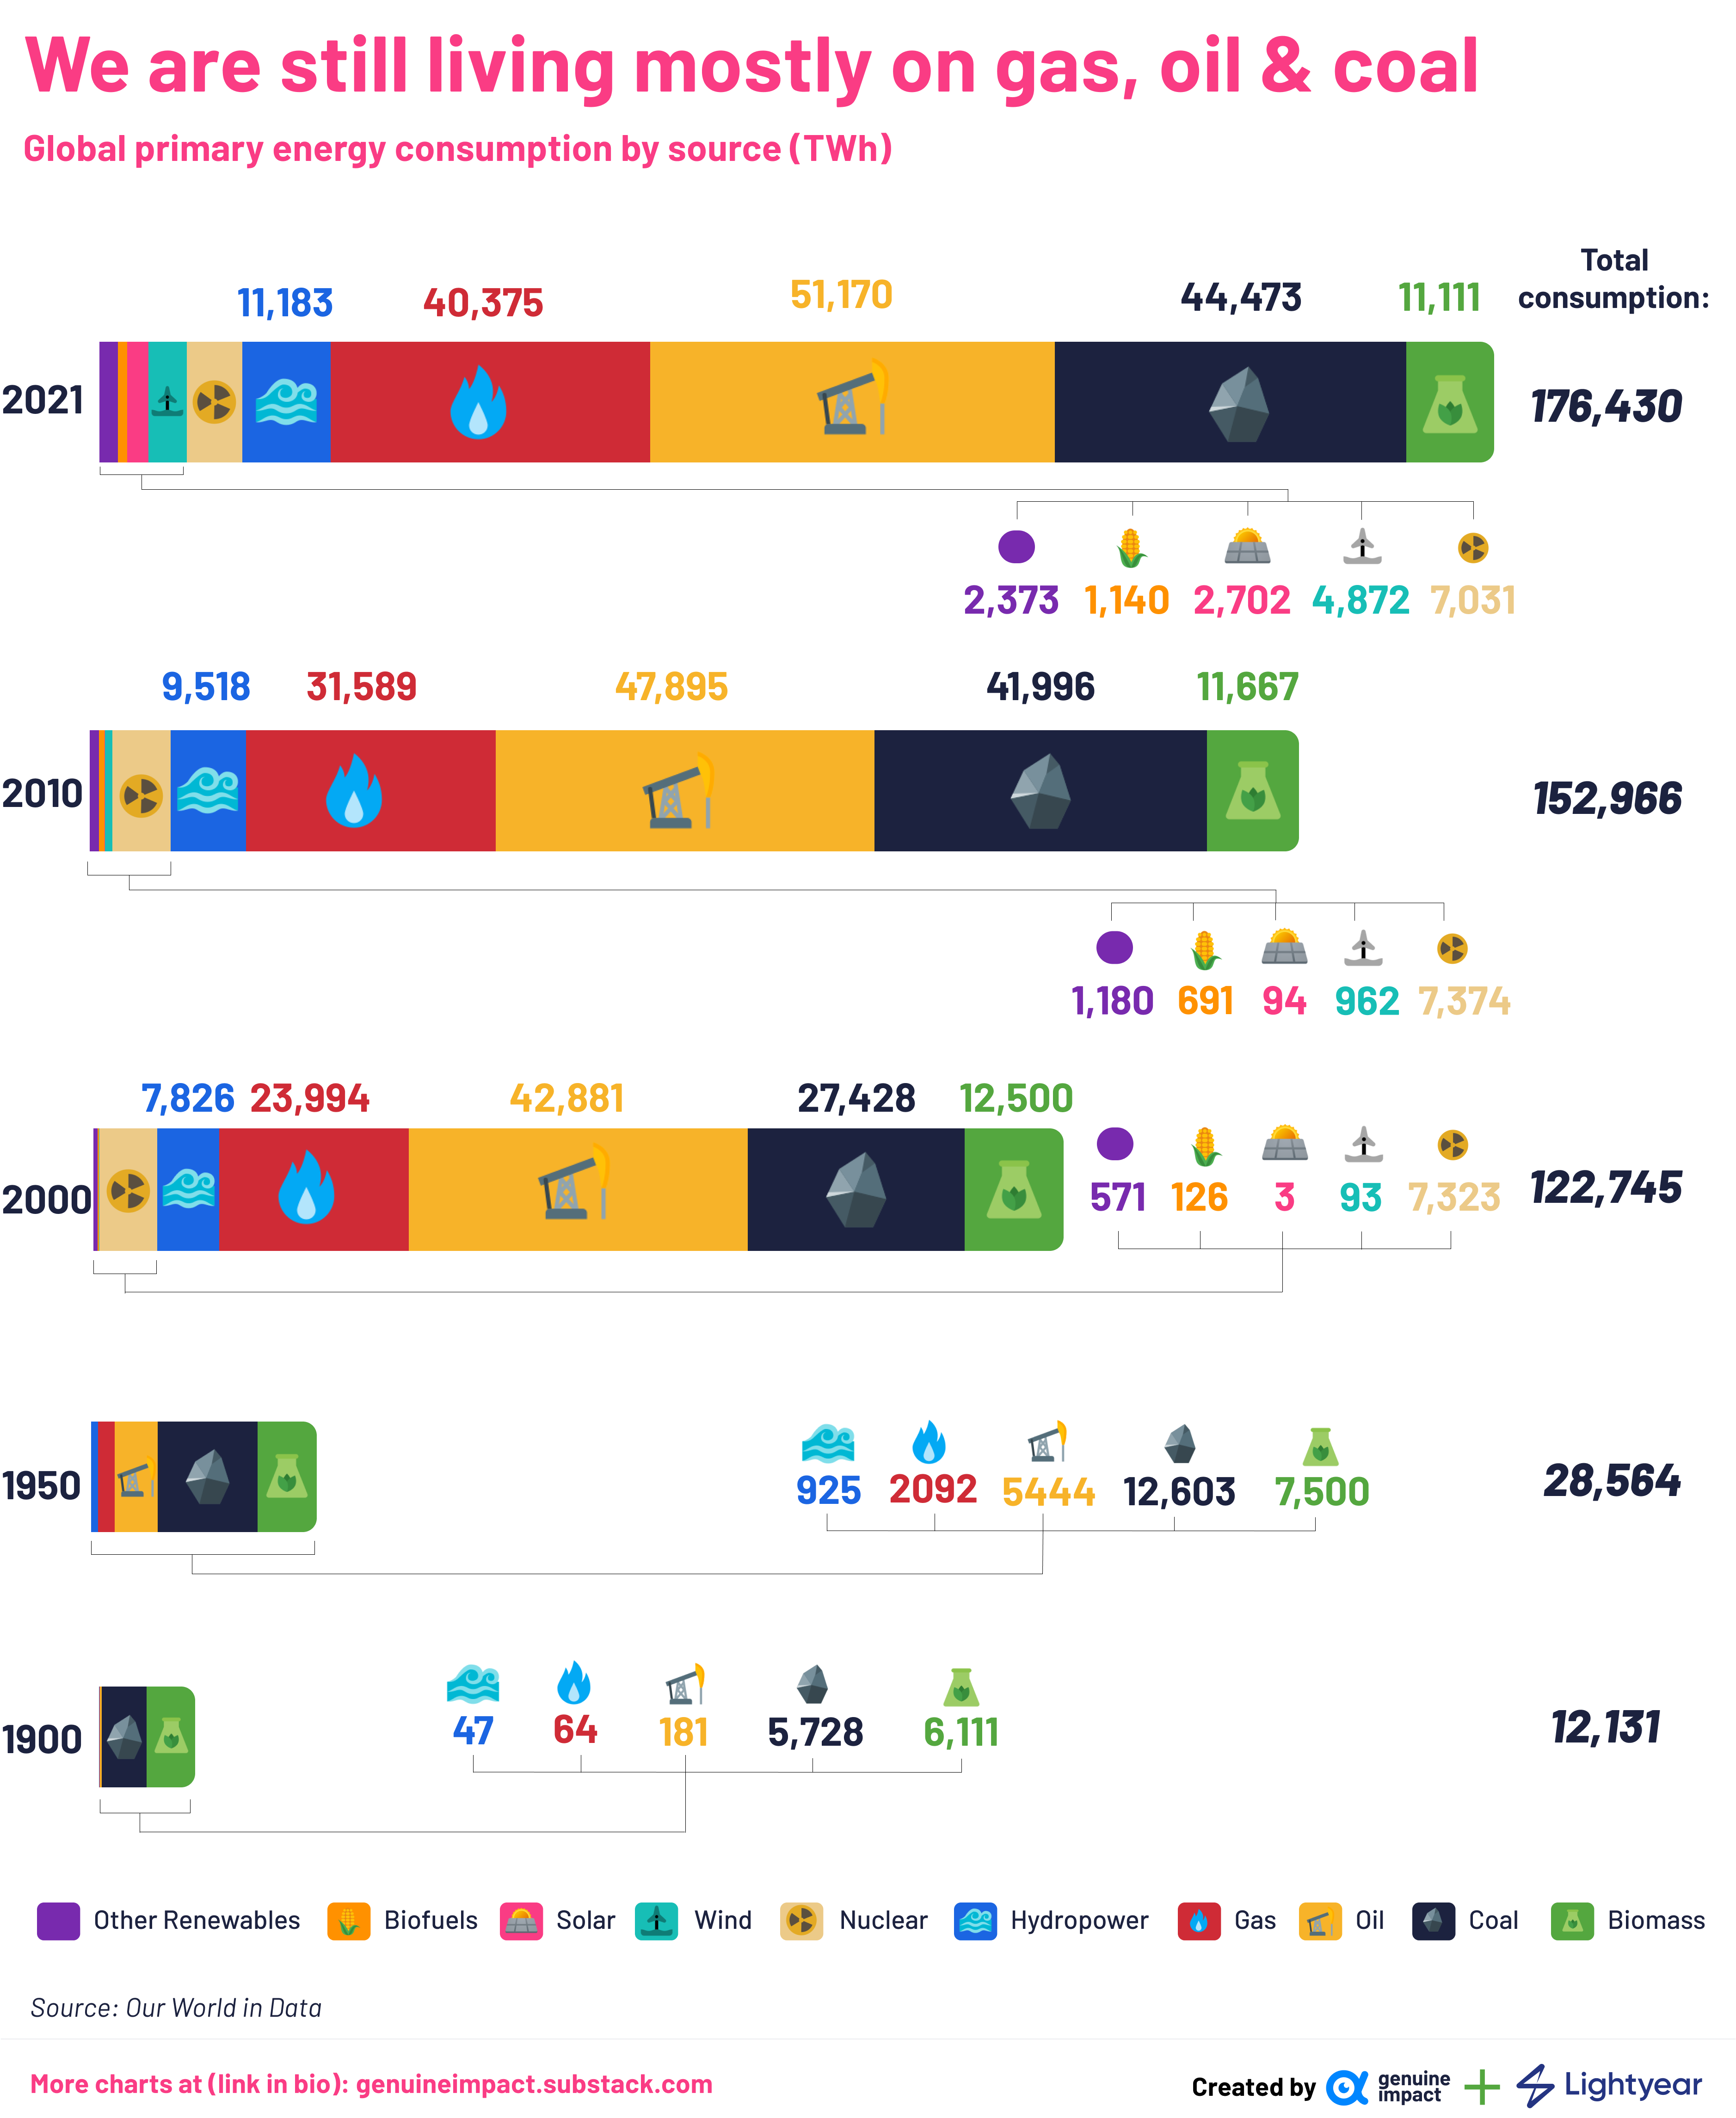 We are still living mostly on gas, oil & coal
Global primary energy consumption by source (TWh)
Total
consumption:
11,183 40,375 51,170 44,473 11,111
2021
176,430
2,373 1,140 2,702 4,872 7,031
9,518 31,589 47,895 41,996 11,667
2010
152,966
1,180 691 94 962 7,374
7,826 23,994 42,881 27,428 12,500
2000
571 126 3 93 7,323
122,745
1950
925 2092 5444 12,603 7,500
28,564
1900
47 64 181 5,728 6,111
12,131
Other Renewables Biofuels Solar Wind Nuclear Hydropower Gas Oil Coal Biomass
Source: Our World in Data
More charts at (link in bio): genuineimpact.substack.com
Created by genuine impact + Lightyear